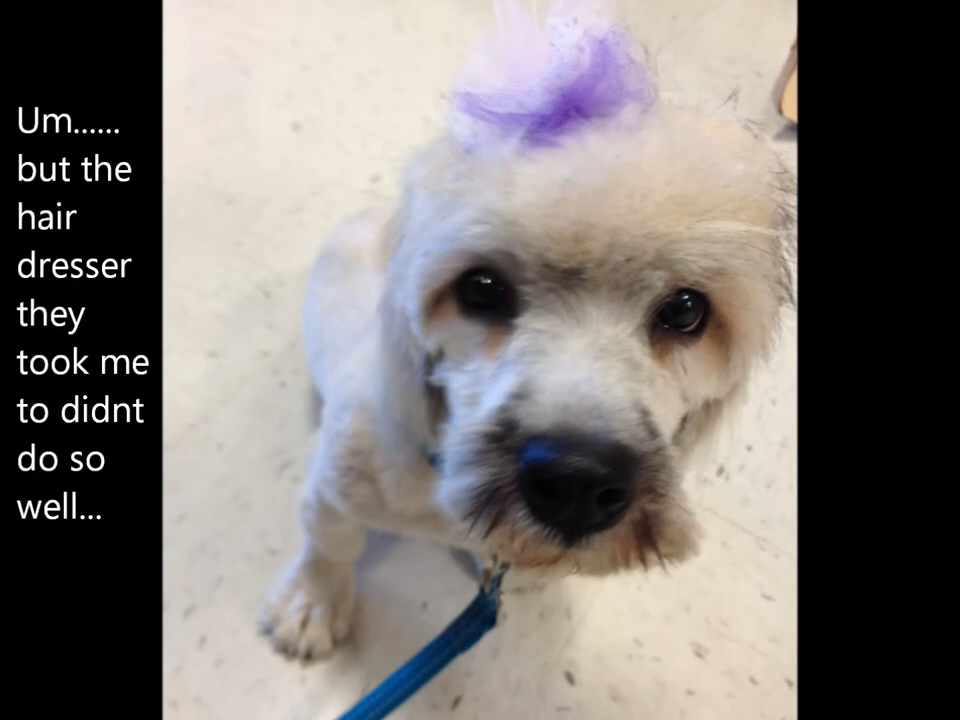 Um......
but the
hair
dresser
they
took me
to didnt
do so
well...